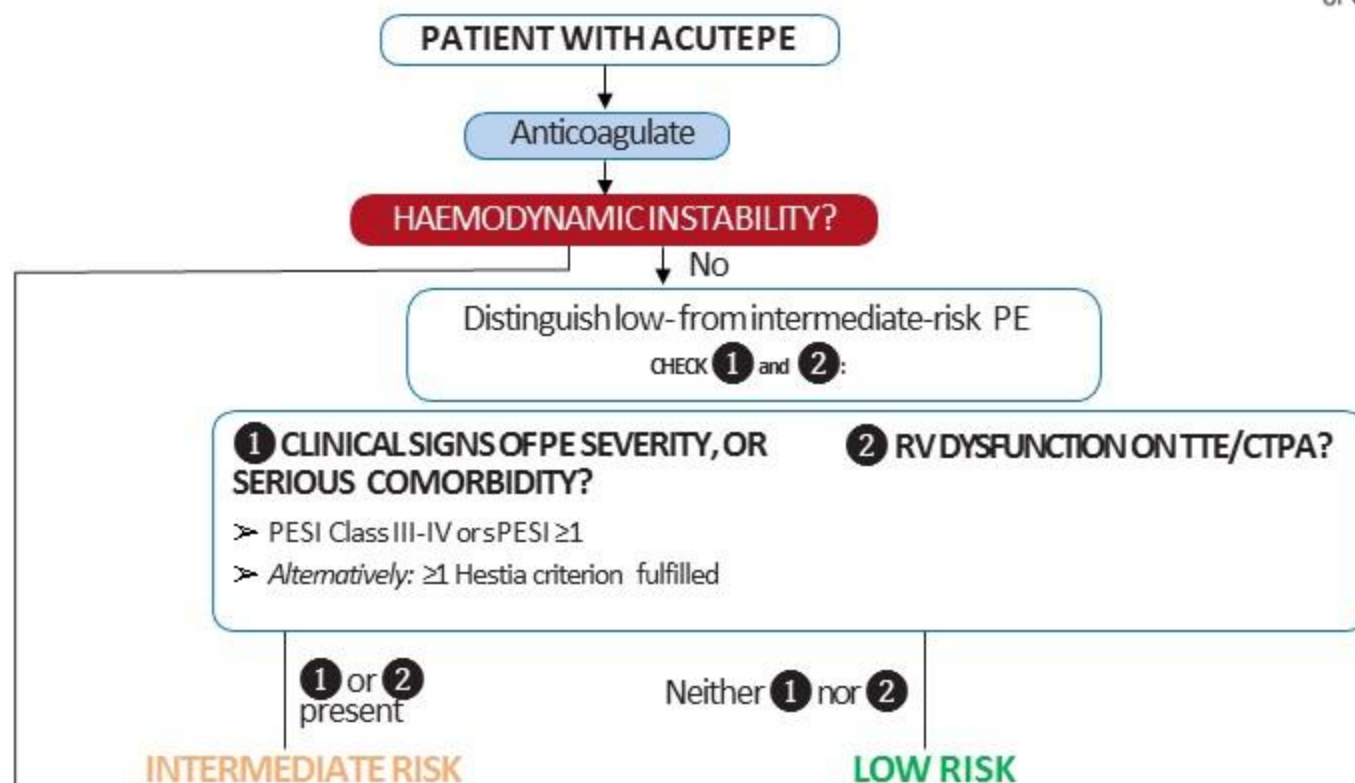 PATIENT WITH ACUTEPE
Anticoagulate
HAEMODYNAMIC INSTABILITY?
No
Distinguish low- from intermediate-risk PE
CHECK 1 and 2:
1 CLINICAL SIGNS OF PE SEVERITY, OR
SERIOUS COMORBIDITY?
➢ PESI Class III-IV or sPESI ≥1
➢ Alternatively: ≥1 Hestia criterion fulfilled
2 RV DYSFUNCTION ON TTE/CTPA?
1 or 2
present
Neither 1 nor 2
INTERMEDIATE RISK
LOW RISK